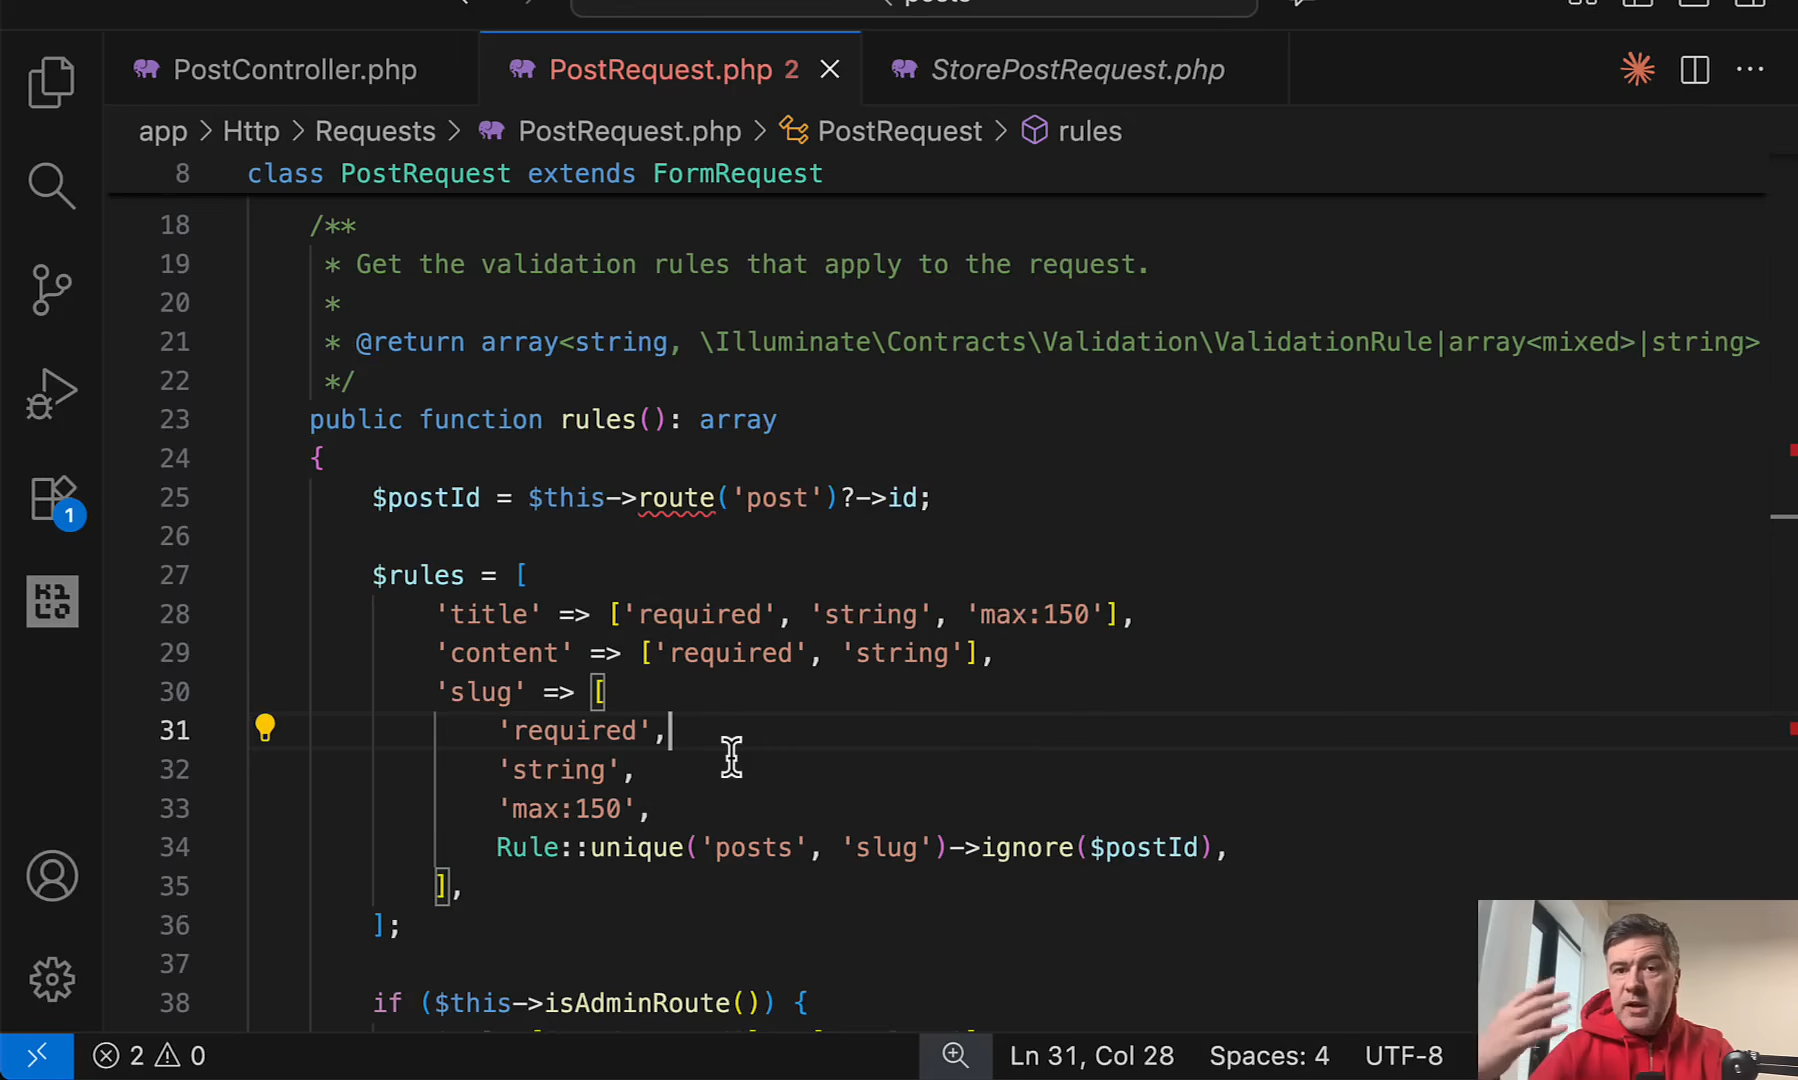 PostController.php
PostRequest.php 2
StorePostRequest.php
app > Http > Requests > PostRequest.php > PostRequest > rules
8 class PostRequest extends FormRequest
18 /**
19 * Get the validation rules that apply to the request.
20 *
21 * @return array<string, \Illuminate\Contracts\Validation\ValidationRule|array<mixed>|string>
22 */
23 public function rules(): array
24 {
25 $postId = $this->route('post')?->id;
26
27 $rules = [
28 'title' => ['required', 'string', 'max:150'],
29 'content' => ['required', 'string'],
30 'slug' => [
31 'required',
32 'string',
33 'max:150',
34 Rule::unique('posts', 'slug')->ignore($postId),
35 ],
36 ];
37
38 if ($this->isAdminRoute()) {
1
2 0
Ln 31, Col 28
Spaces: 4
UTF-8